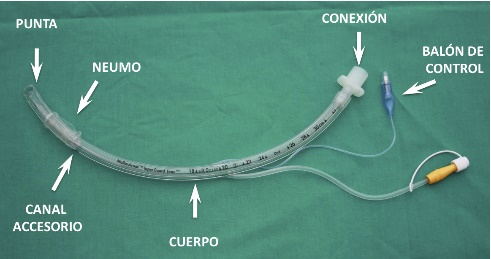 PUNTA
NEUMO
CANAL
ACCESORIO
CUERPO
CONEXIÓN
BALÓN DE
CONTROL